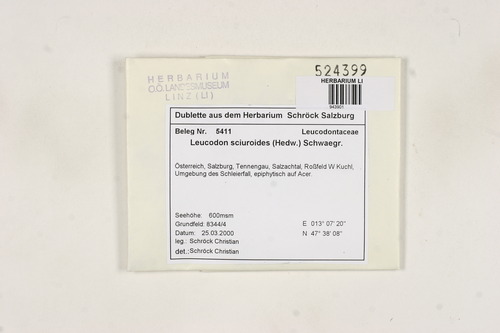 524399
HERBARIUM LI
943901
HERBARIUM
O.Ö. LANDESMUSEUM
LINZ (LI)
Dublette aus dem Herbarium Schröck Salzburg
Beleg Nr. 5411 Leucodontaceae
Leucodon sciuroides (Hedw.) Schwaegr.
Österreich, Salzburg, Tennengau, Salzachtal, Roßfeld W Kuchl,
Umgebung des Schleierfall, epiphytisch auf Acer.
Seehöhe: 600msm
Grundfeld: 8344/4 E 013° 07' 20"
Datum: 25.03.2000 N 47° 38' 08"
leg.: Schröck Christian
det.: Schröck Christian